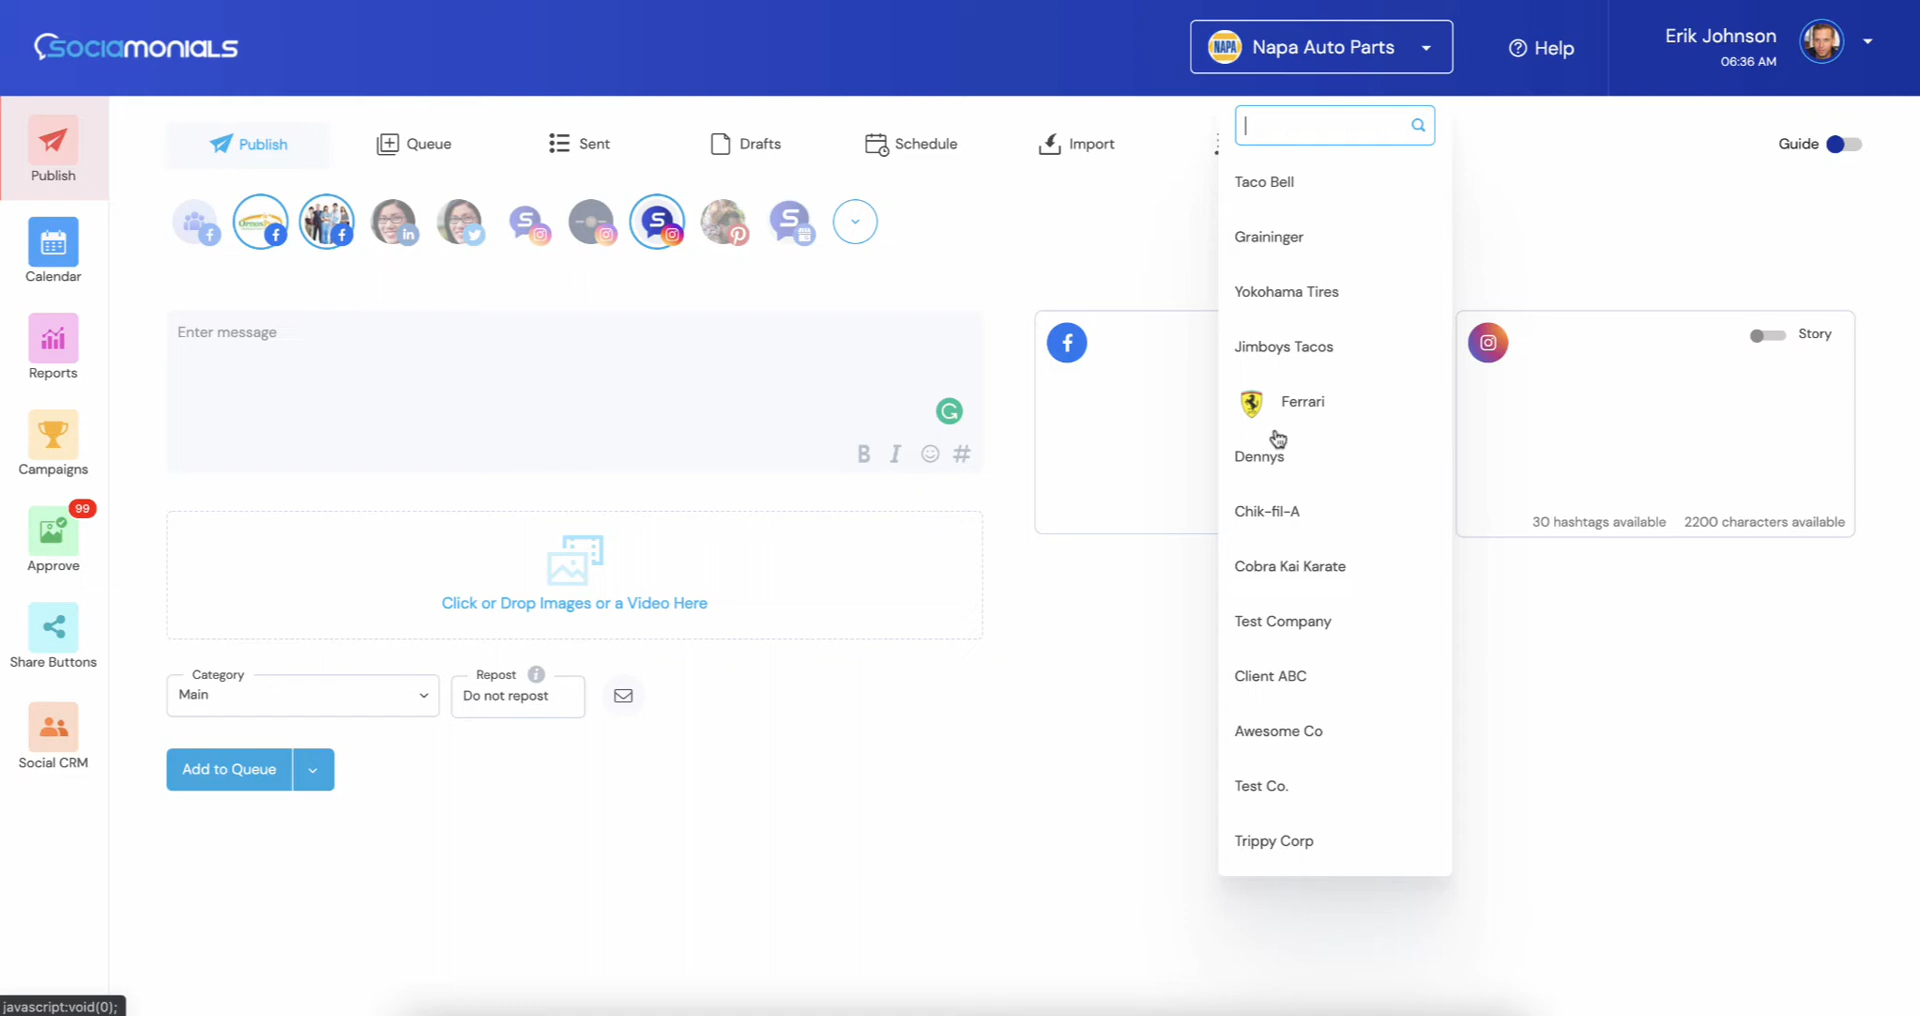 SOCIAMONIALS
NAPA
Napa Auto Parts
Help
Erik Johnson
06:36 AM
Publish
Queue
Sent
Drafts
Schedule
Import
Guide
Publish
Calendar
Reports
Campaigns
99
Approve
Share Buttons
Social CRM
Enter message
B I #
Click or Drop Images or a Video Here
Category
Main
Repost
Do not repost
Add to Queue
Taco Bell
Graininger
Yokohama Tires
Jimboys Tacos
Ferrari
Dennys
Chik-fil-A
Cobra Kai Karate
Test Company
Client ABC
Awesome Co
Test Co.
Trippy Corp
Story
30 hashtags available 2200 characters available
javascript:void(0);